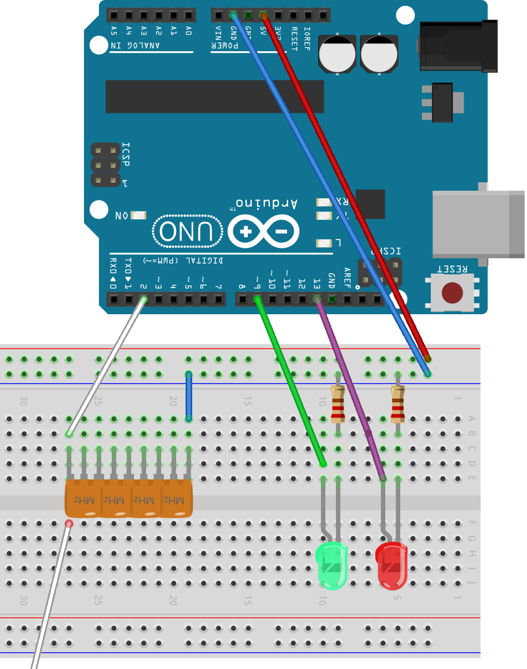 A5 A4 A3 A2 A1 A0
VIN GND GND 5V 3V3 RESET IOREF
ANALOG IN
POWER
ICSP
1
ON
UNO
Arduino
™
RX
L
DIGITAL (PWM~)
ICSP
RESET
RXD◄0 TXD►1 2 ~3 4 ~5 ~6 7 8 ~9 ~10 ~11 12 13 GND AREF
30 25 20 15 10 5 1
A
B
C
D
E
MHz MHz MHz MHz
F
G
H
I
J
30 25 20 15 10 5 1